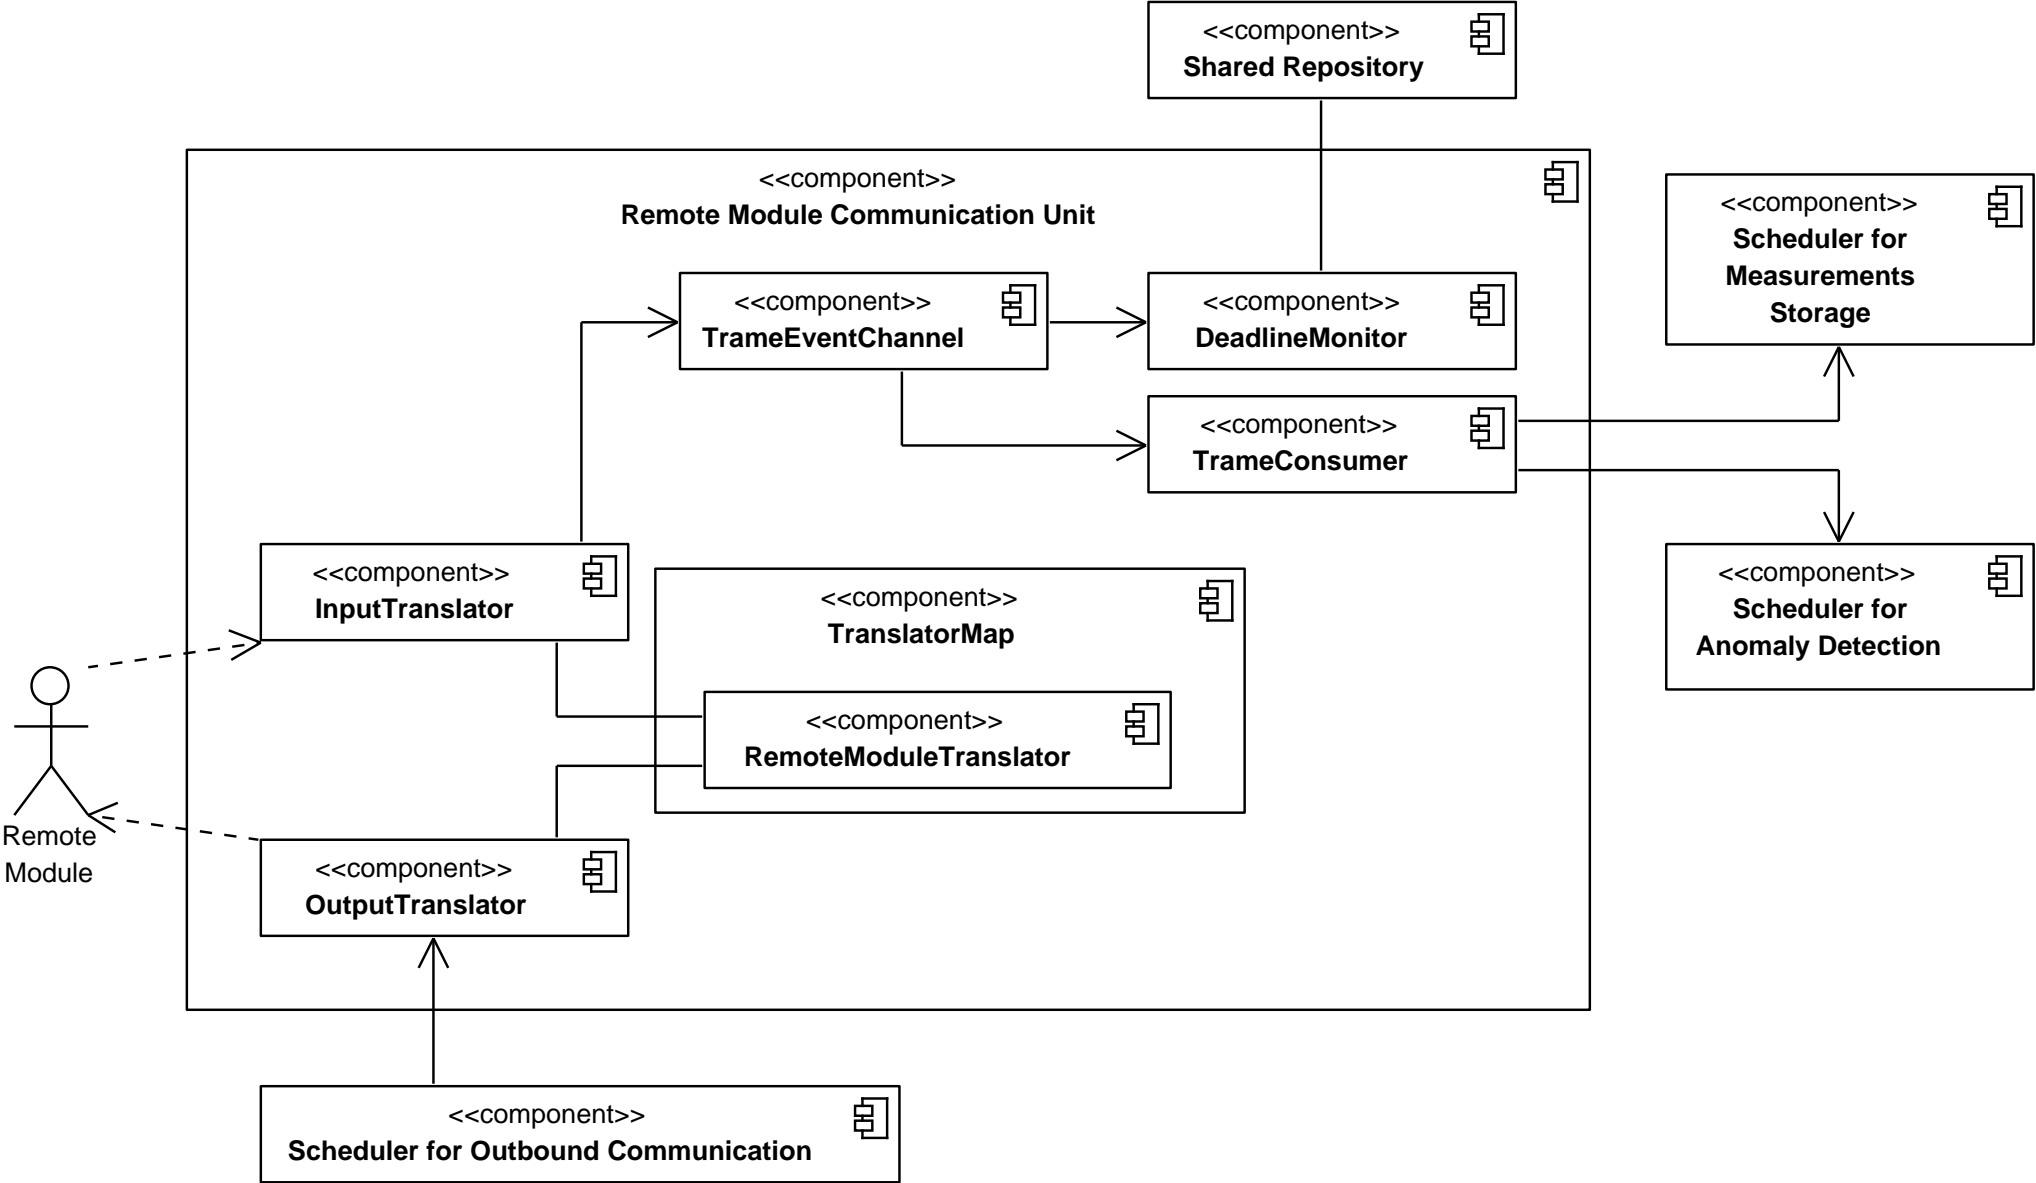 <<component>>
Shared Repository
<<component>>
Remote Module Communication Unit
<<component>>
Scheduler for
Measurements
Storage
<<component>>
TrameEventChannel
<<component>>
DeadlineMonitor
<<component>>
TrameConsumer
<<component>>
InputTranslator
<<component>>
TranslatorMap
<<component>>
Scheduler for
Anomaly Detection
<<component>>
RemoteModuleTranslator
Remote
Module
<<component>>
OutputTranslator
<<component>>
Scheduler for Outbound Communication